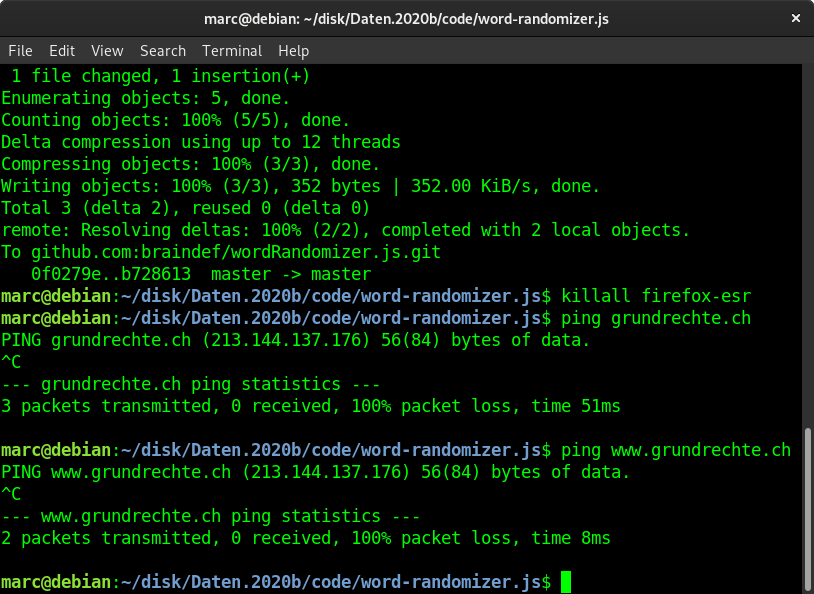 marc@debian: ~/disk/Daten.2020b/code/word-randomizer.js ×
File Edit View Search Terminal Help
 1 file changed, 1 insertion(+)
Enumerating objects: 5, done.
Counting objects: 100% (5/5), done.
Delta compression using up to 12 threads
Compressing objects: 100% (3/3), done.
Writing objects: 100% (3/3), 352 bytes | 352.00 KiB/s, done.
Total 3 (delta 2), reused 0 (delta 0)
remote: Resolving deltas: 100% (2/2), completed with 2 local objects.
To github.com:braindef/wordRandomizer.js.git
   0f0279e..b728613  master -> master
marc@debian:~/disk/Daten.2020b/code/word-randomizer.js$ killall firefox-esr
marc@debian:~/disk/Daten.2020b/code/word-randomizer.js$ ping grundrechte.ch
PING grundrechte.ch (213.144.137.176) 56(84) bytes of data.
^C
--- grundrechte.ch ping statistics ---
3 packets transmitted, 0 received, 100% packet loss, time 51ms

marc@debian:~/disk/Daten.2020b/code/word-randomizer.js$ ping www.grundrechte.ch
PING www.grundrechte.ch (213.144.137.176) 56(84) bytes of data.
^C
--- www.grundrechte.ch ping statistics ---
2 packets transmitted, 0 received, 100% packet loss, time 8ms

marc@debian:~/disk/Daten.2020b/code/word-randomizer.js$